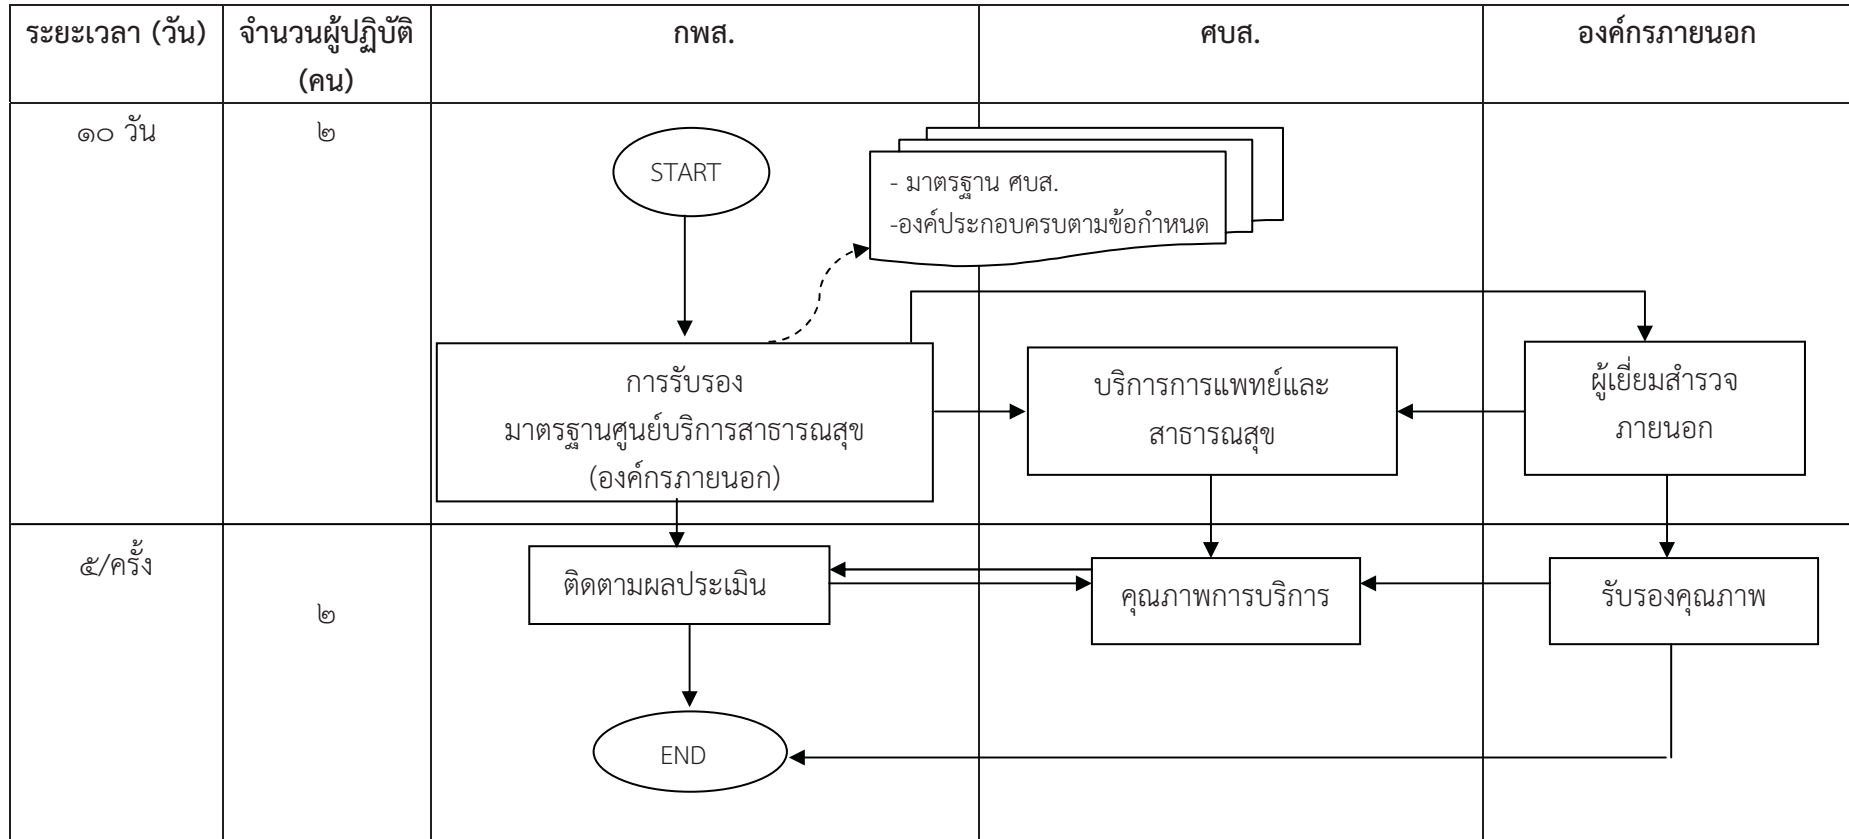 ระยะเวลา (วัน)
จำนวนผู้ปฏิบัติ
(คน)
กพส.
ศบส.
องค์กรภายนอก
๑๐ วัน
๒
START
- มาตรฐาน ศบส.
-องค์ประกอบครบตามข้อกำหนด
การรับรอง
มาตรฐานศูนย์บริการสาธารณสุข
(องค์กรภายนอก)
บริการการแพทย์และ
สาธารณสุข
ผู้เยี่ยมสำรวจ
ภายนอก
๕/ครั้ง
๒
ติดตามผลประเมิน
คุณภาพการบริการ
รับรองคุณภาพ
END